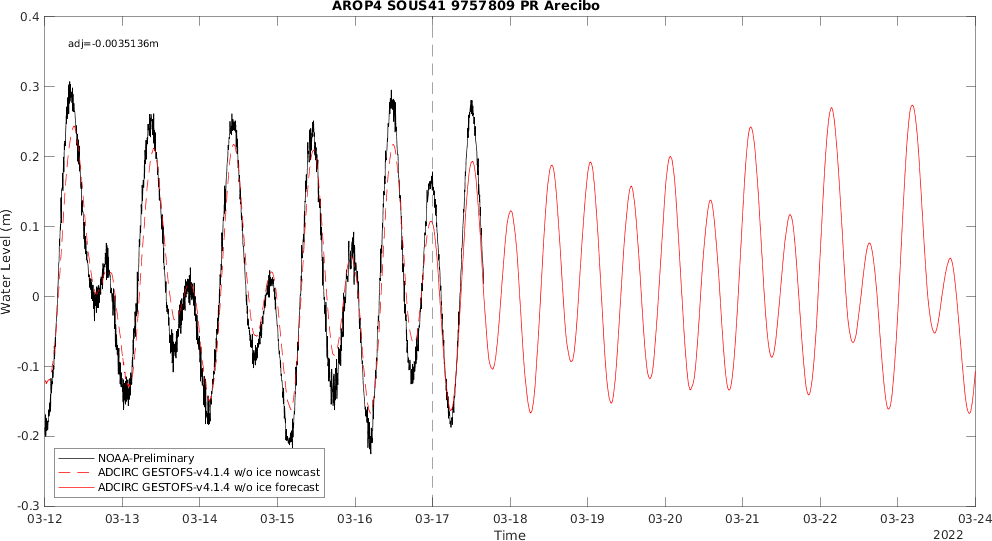 AROP4 SOUS41 9757809 PR Arecibo
adj=-0.0035136m
0.4
0.3
0.2
0.1
0
-0.1
-0.2
-0.3
Water Level (m)
NOAA-Preliminary
ADCIRC GESTOFS-v4.1.4 w/o ice nowcast
ADCIRC GESTOFS-v4.1.4 w/o ice forecast
03-12 03-13 03-14 03-15 03-16 03-17 03-18 03-19 03-20 03-21 03-22 03-23 03-24
Time
2022